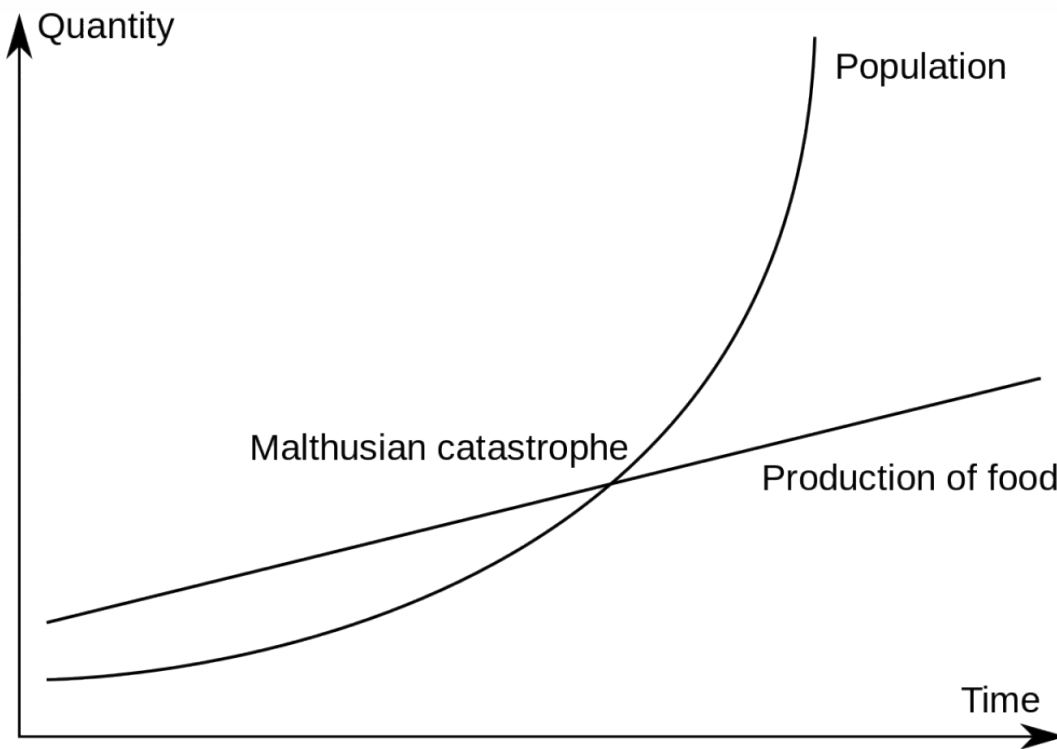 Quantity
Population
Malthusian catastrophe
Production of food
Time